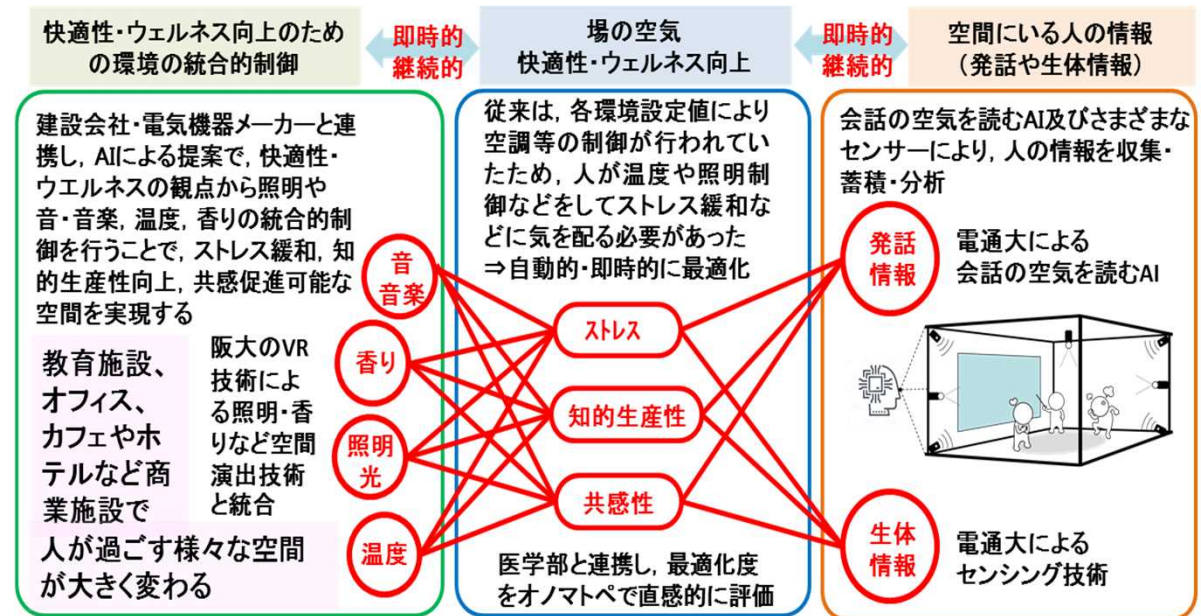 快適性・ウェルネス向上のため
の環境の統合的制御
即時的
継続的
場の空気
快適性・ウェルネス向上
即時的
継続的
空間にいる人の情報
（発話や生体情報）
建設会社・電気機器メーカーと連
携し，AIによる提案で，快適性・
ウエルネスの観点から照明や
音・音楽，温度，香りの統合的制
御を行うことで，ストレス緩和，知
的生産性向上，共感促進可能な
空間を実現する
教育施設、
オフィス、
カフェやホ
テルなど商
業施設で
人が過ごす様々な空間
が大きく変わる
阪大のVR
技術によ
る照明・香
りなど空間
演出技術
と統合
音
音楽
香り
照明
光
温度
従来は，各環境設定値により
空調等の制御が行われてい
たため，人が温度や照明制
御などをしてストレス緩和な
どに気を配る必要があった
⇒自動的・即時的に最適化
ストレス
知的生産性
共感性
医学部と連携し，最適化度
をオノマトペで直感的に評価
会話の空気を読むAI及びさまざまな
センサーにより，人の情報を収集・
蓄積・分析
発話
情報
電通大による
会話の空気を読むAI
生体
情報
電通大による
センシング技術